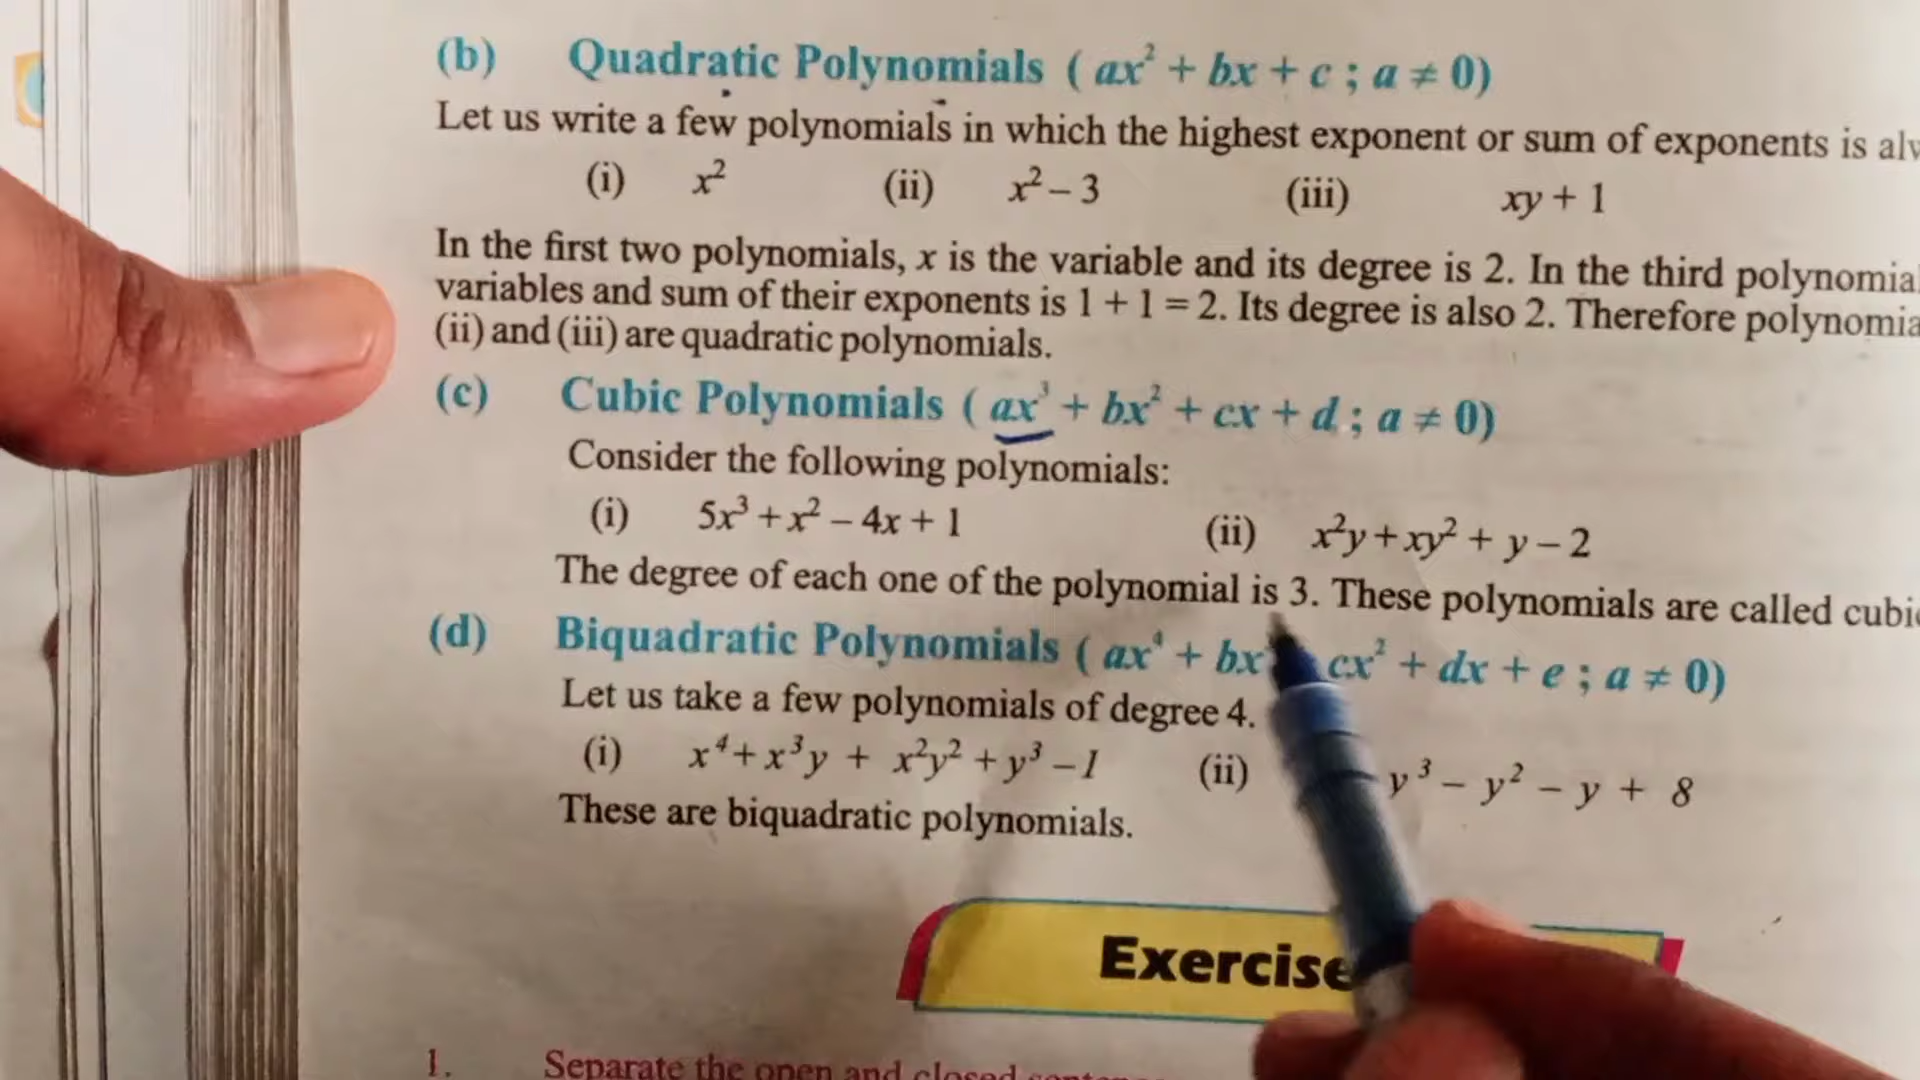 (b) Quadratic Polynomials ( ax² + bx + c ; a ≠ 0)
Let us write a few polynomials in which the highest exponent or sum of exponents is
(i) x² (ii) x² – 3 (iii) xy + 1
In the first two polynomials, x is the variable and its degree is 2. In the third
variables and sum of their exponents is 1 + 1 = 2. Its degree is also 2. Therefore
(ii) and (iii) are quadratic polynomials.
(c) Cubic Polynomials ( ax³ + bx² + cx + d ; a ≠ 0)
Consider the following polynomials:
(i) 5x³ + x² – 4x + 1 (ii) x²y + xy² + y – 2
The degree of each one of the polynomial is 3. These polynomials are called
(d) Biquadratic Polynomials ( ax⁴ + bx cx² + dx + e ; a ≠ 0)
Let us take a few polynomials of degree 4.
(i) x⁴ + x³y + x²y² + y³ – 1 (ii) y³ – y² – y + 8
These are biquadratic polynomials.
Exercise
1. Separate the open and closed